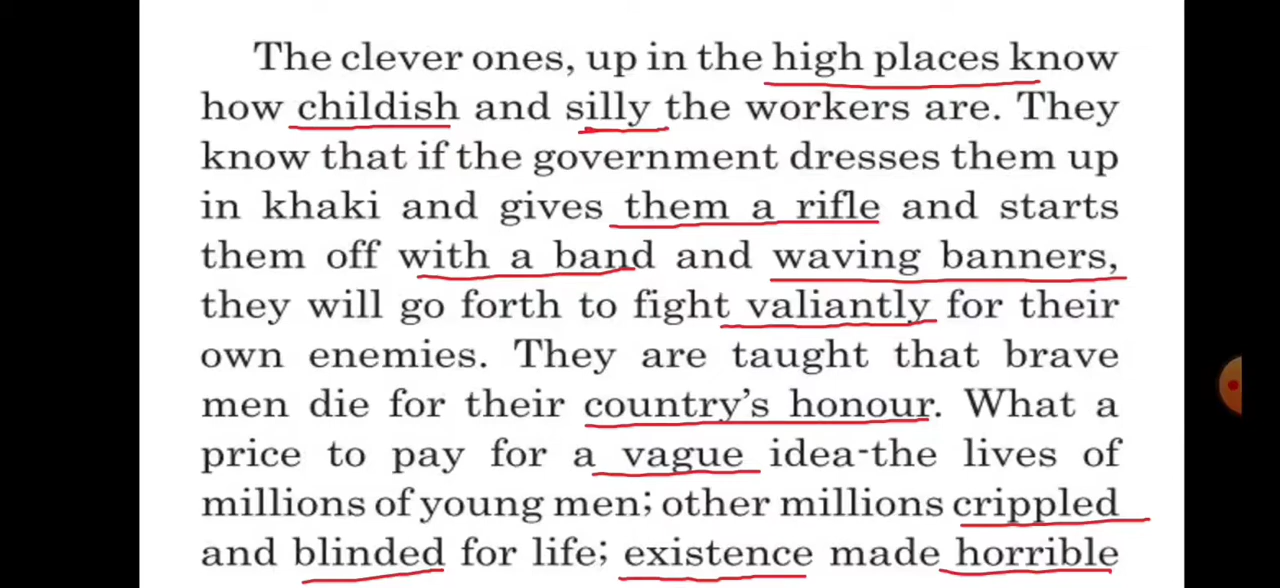 The clever ones, up in the high places know
how childish and silly the workers are. They
know that if the government dresses them up
in khaki and gives them a rifle and starts
them off with a band and waving banners,
they will go forth to fight valiantly for their
own enemies. They are taught that brave
men die for their country's honour. What a
price to pay for a vague idea-the lives of
millions of young men; other millions crippled
and blinded for life; existence made horrible